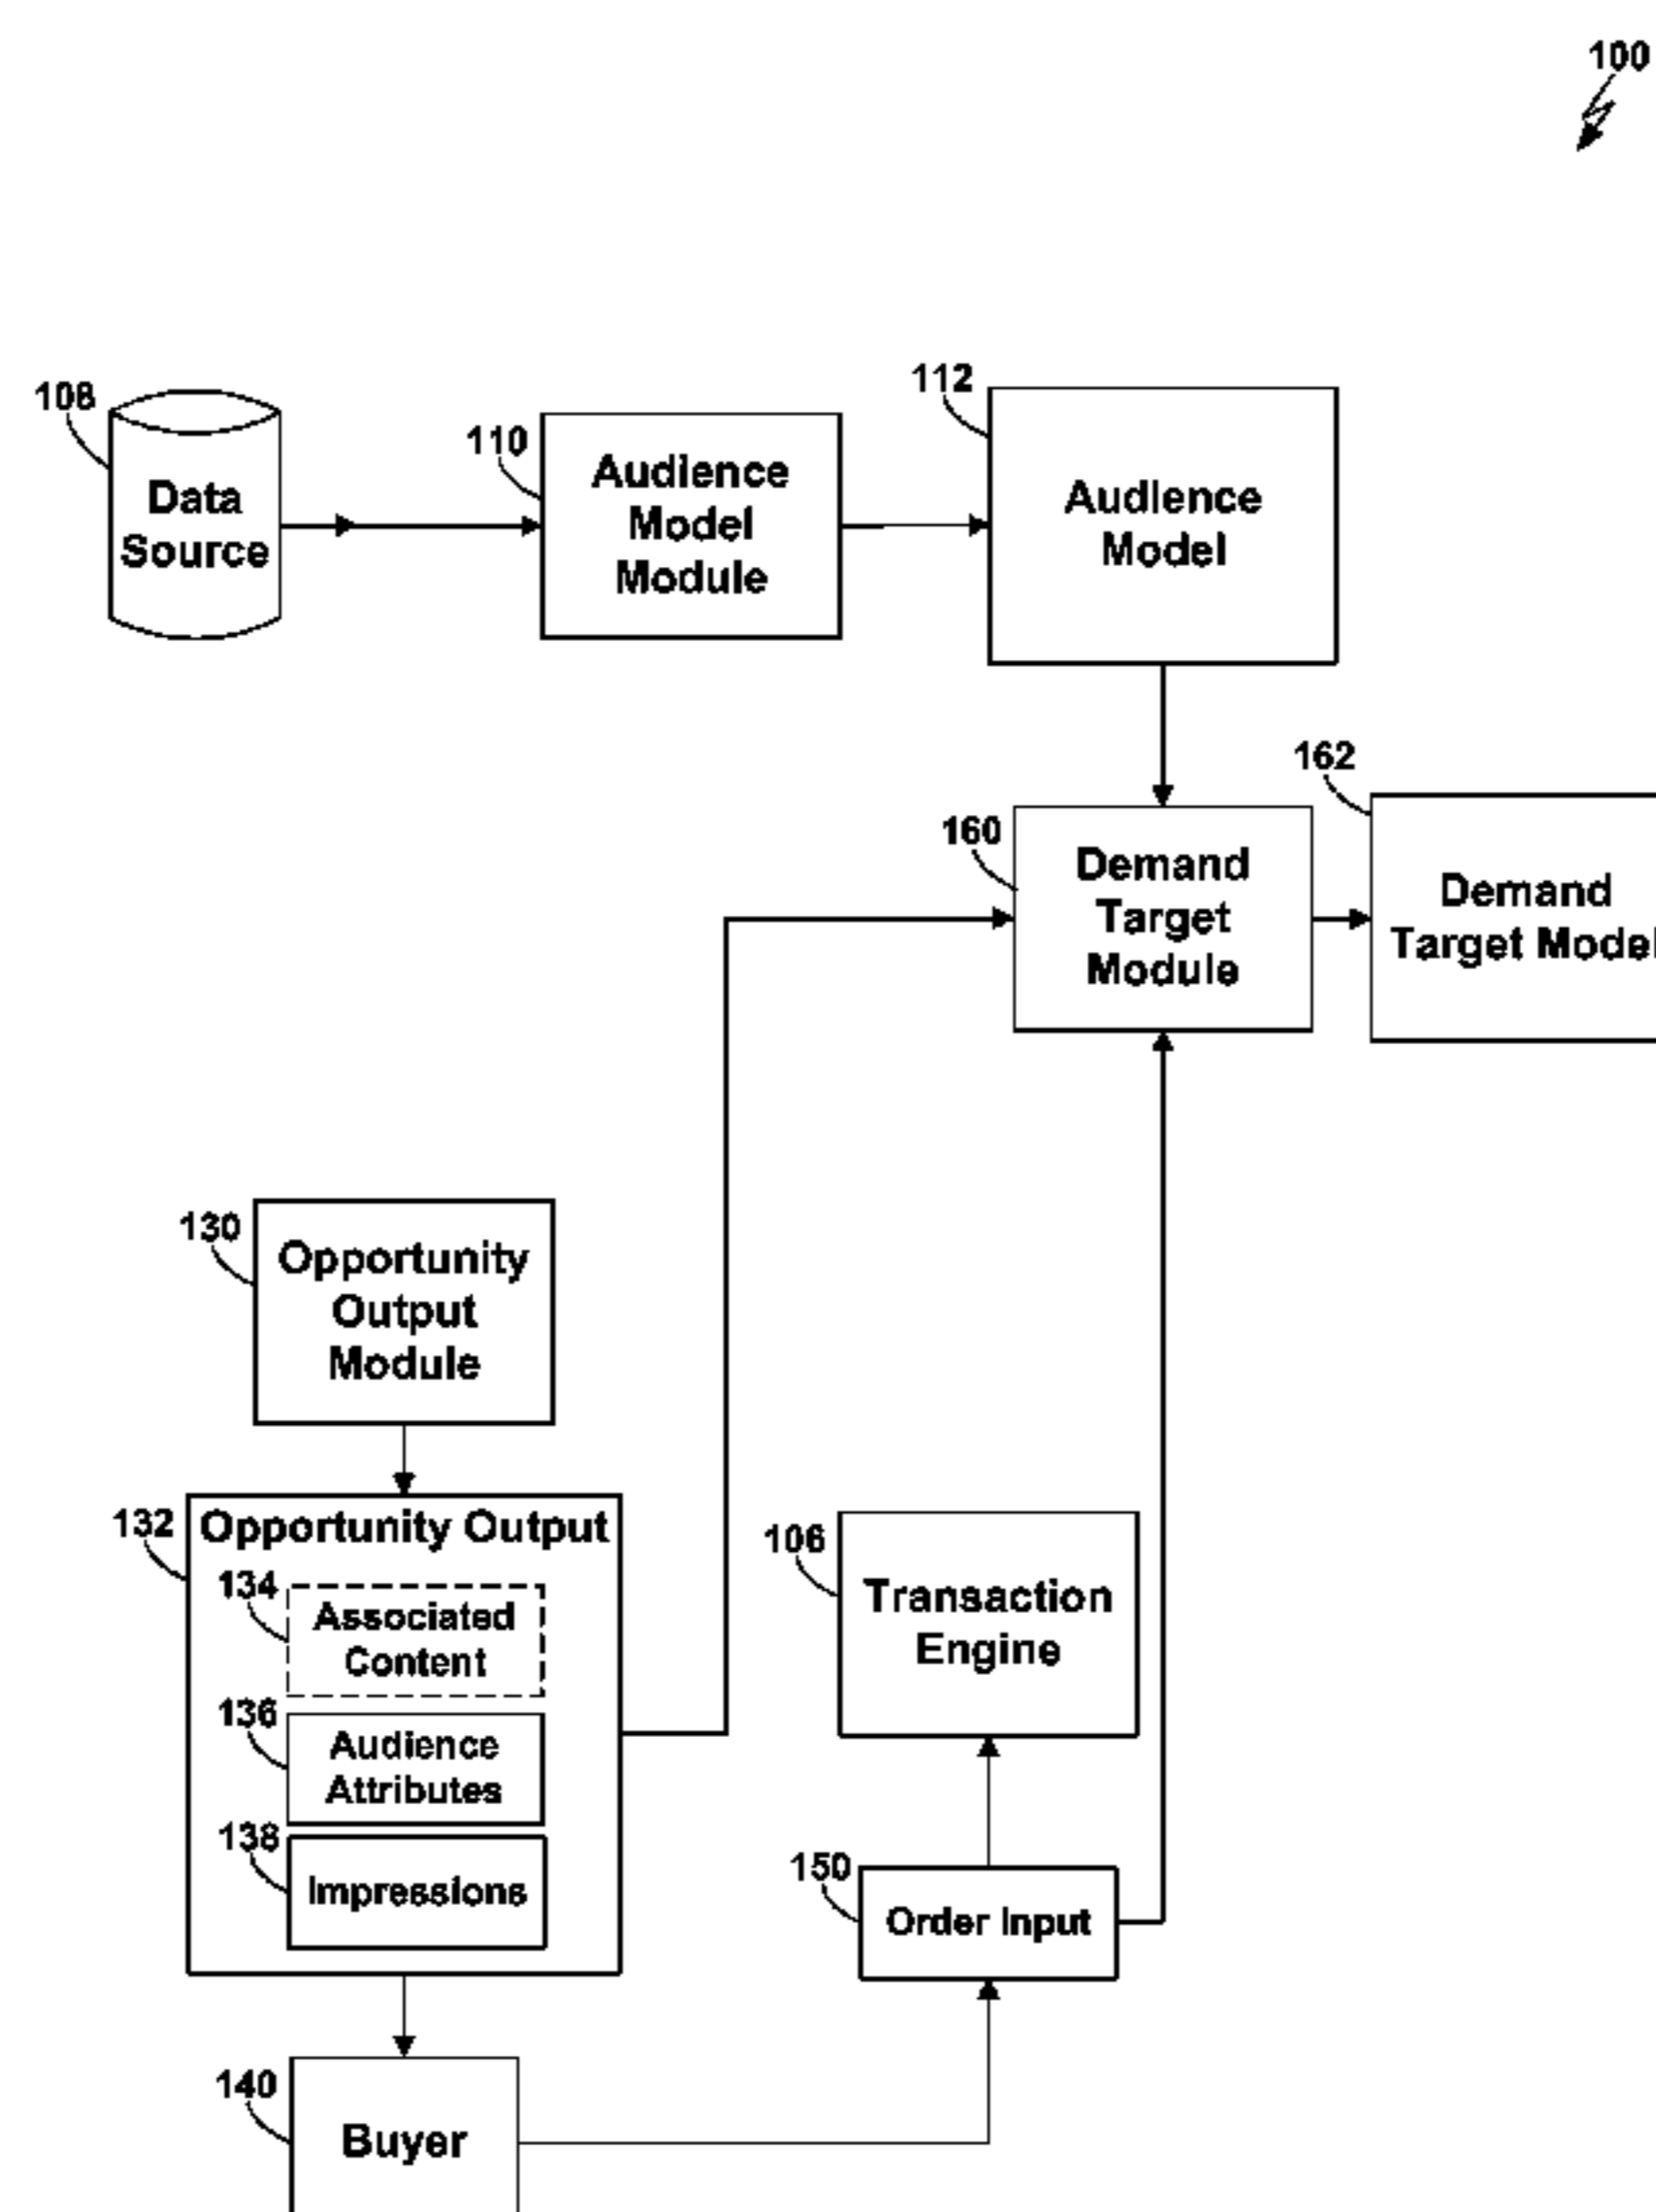 100
108
Data
Source
110
Audience
Model
Module
112
Audience
Model
160
Demand
Target
Module
162
Demand
Target Model
130
Opportunity
Output
Module
132
Opportunity Output
134
Associated
Content
136
Audience
Attributes
138
Impressions
106
Transaction
Engine
150
Order Input
140
Buyer